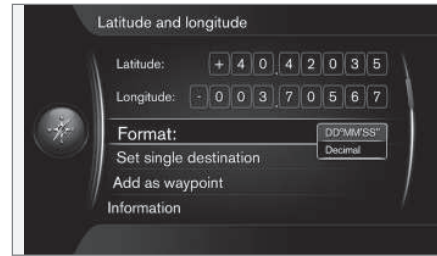 Latitude and longitude
Latitude: +40.42035
Longitude: -003.70567
Format: DD°MM'SS"
Decimal
Set single destination
Add as waypoint
Information